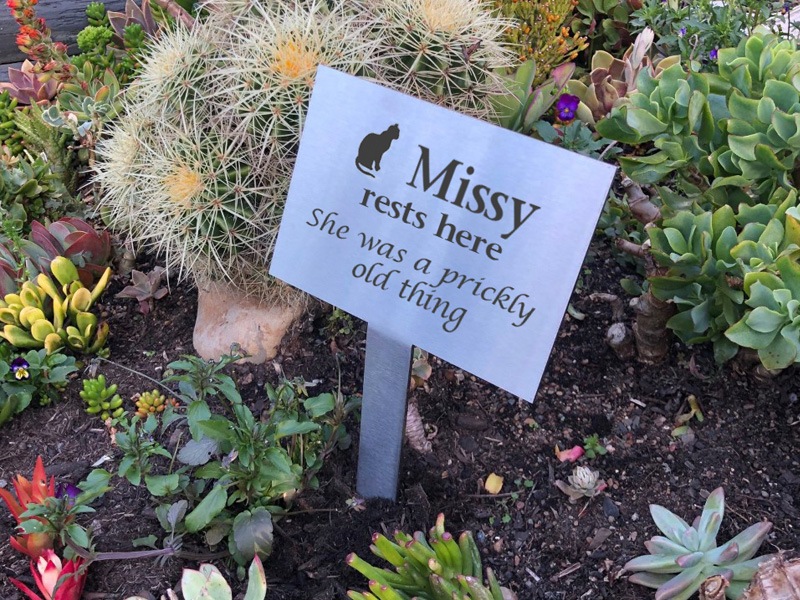 Missy
rests here
She was a prickly
old thing